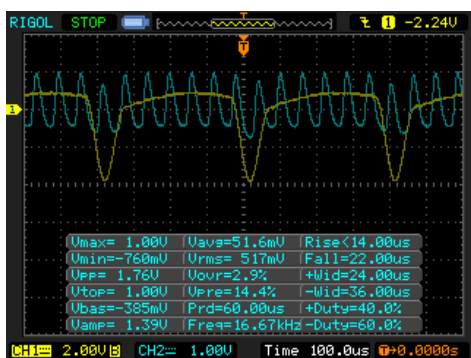 RIGOL STOP T 1 -2.24V
T
1
Vmax= 1.00V Vavg=51.6mV Rise<14.00us
Vmin=-760mV Vrms= 517mV Fall=22.00us
Vpp= 1.76V Vovr=2.9% +Wid=24.00us
Vtop= 1.00V Vpre=14.4% -Wid=36.00us
Vbas=-385mV Prd=60.00us +Duty=40.0%
Vamp= 1.39V Freq=16.67kHz -Duty=60.0%
CH1 2.00V B CH2 1.00V Time 100.0us T→0.0000s